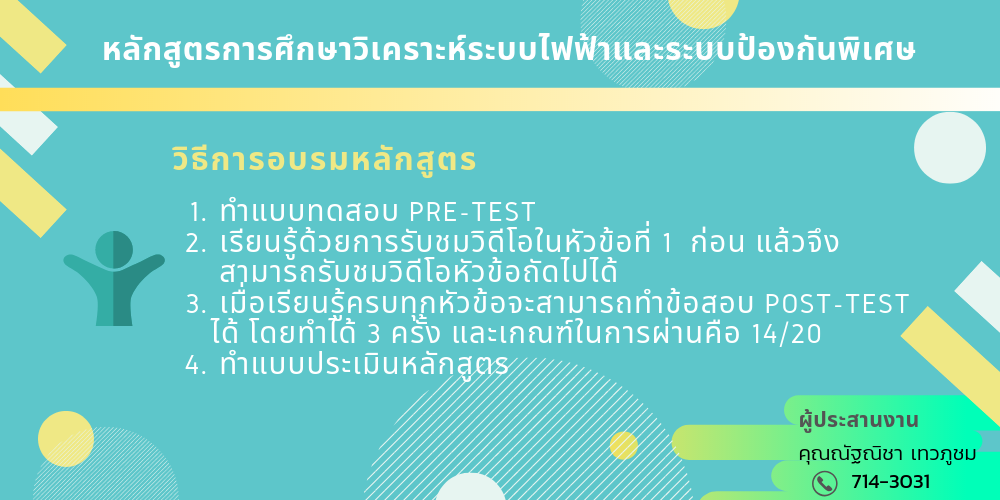 หลักสูตรการศึกษาวิเคราะห์ระบบไฟฟ้าและระบบป้องกันพิเศษ
วิธีการอบรมหลักสูตร
1. ทำแบบทดสอบ PRE-TEST
2. เรียนรู้ด้วยการรับชมวิดีโอในหัวข้อที่ 1 ก่อน แล้วจึง
สามารถรับชมวิดีโอหัวข้อถัดไปได้
3. เมื่อเรียนรู้ครบทุกหัวข้อจะสามารถทำข้อสอบ POST-TEST
ได้ โดยทำได้ 3 ครั้ง และเกณฑ์ในการผ่านคือ 14/20
4. ทำแบบประเมินหลักสูตร
ผู้ประสานงาน
คุณณัฐณิชา เทวภูชม
714-3031